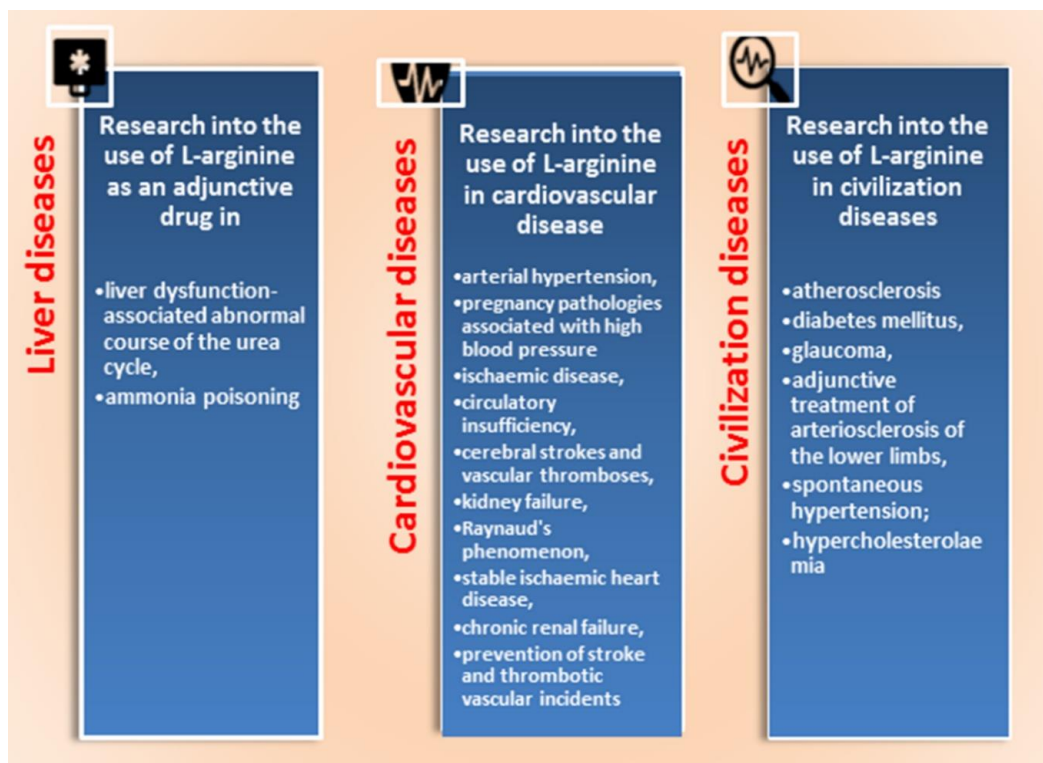 Liver diseases
Research into the
use of L-arginine
as an adjunctive
drug in
•liver dysfunction-
associated abnormal
course of the urea
cycle,
•ammonia poisoning
Cardiovascular diseases
Research into the
use of L-arginine
in cardiovascular
disease
•arterial hypertension,
•pregnancy pathologies
associated with high
blood pressure
•ischaemic disease,
•circulatory
insufficiency,
•cerebral strokes and
vascular thromboses,
•kidney failure,
•Raynaud's
phenomenon,
•stable ischaemic heart
disease,
•chronic renal failure,
•prevention of stroke
and thrombotic
vascular incidents
Civilization diseases
Research into the
use of L-arginine
in civilization
diseases
•atherosclerosis
•diabetes mellitus,
•glaucoma,
•adjunctive
treatment of
arteriosclerosis of
the lower limbs,
•spontaneous
hypertension;
•hypercholesterolae
mia